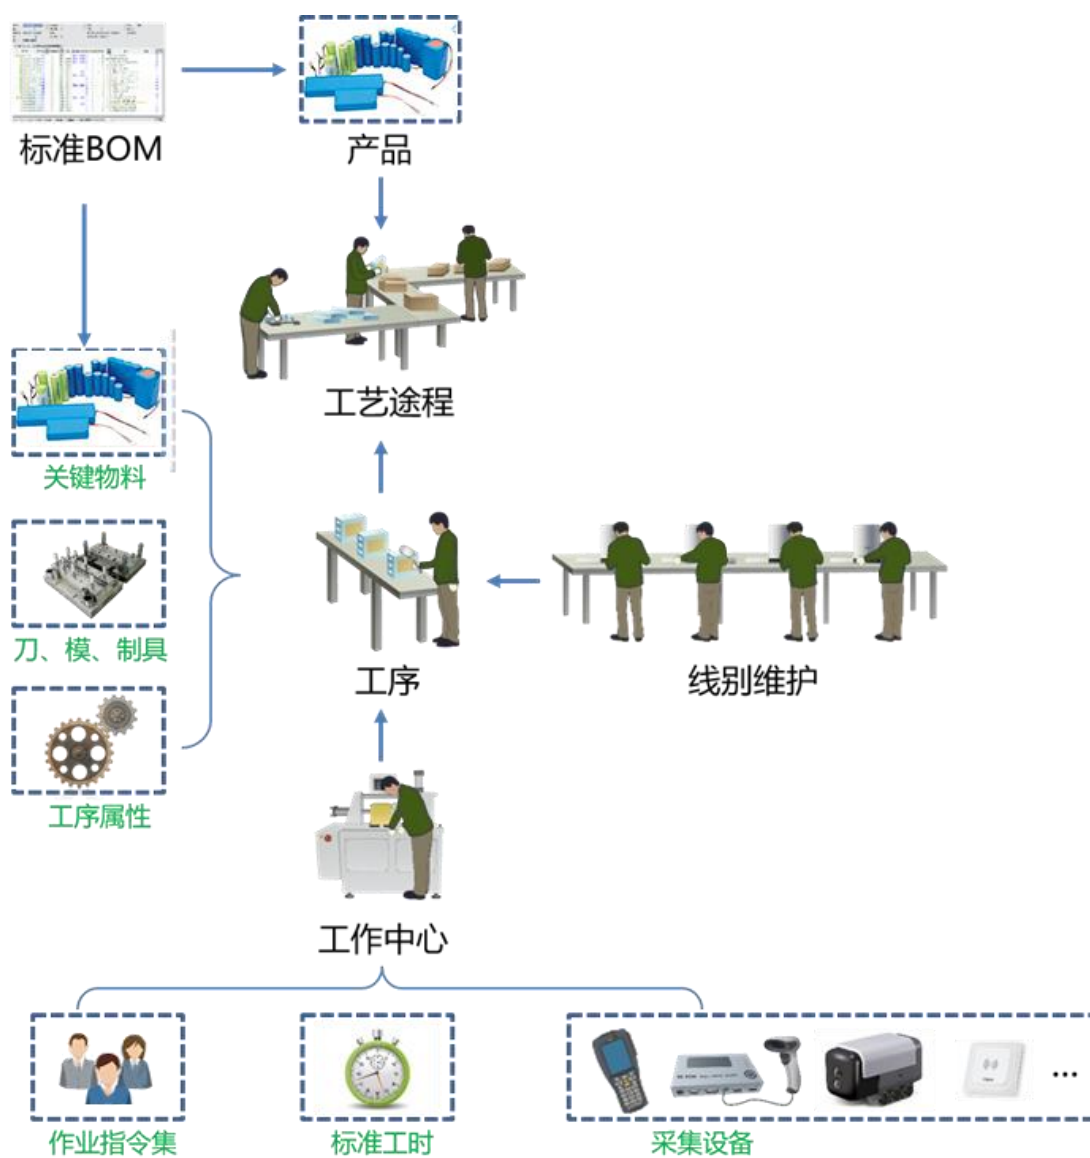 标准BOM
产品
工艺途程
关键物料
刀、模、制具
工序
线别维护
工序属性
工作中心
...
作业指令集
标准工时
采集设备